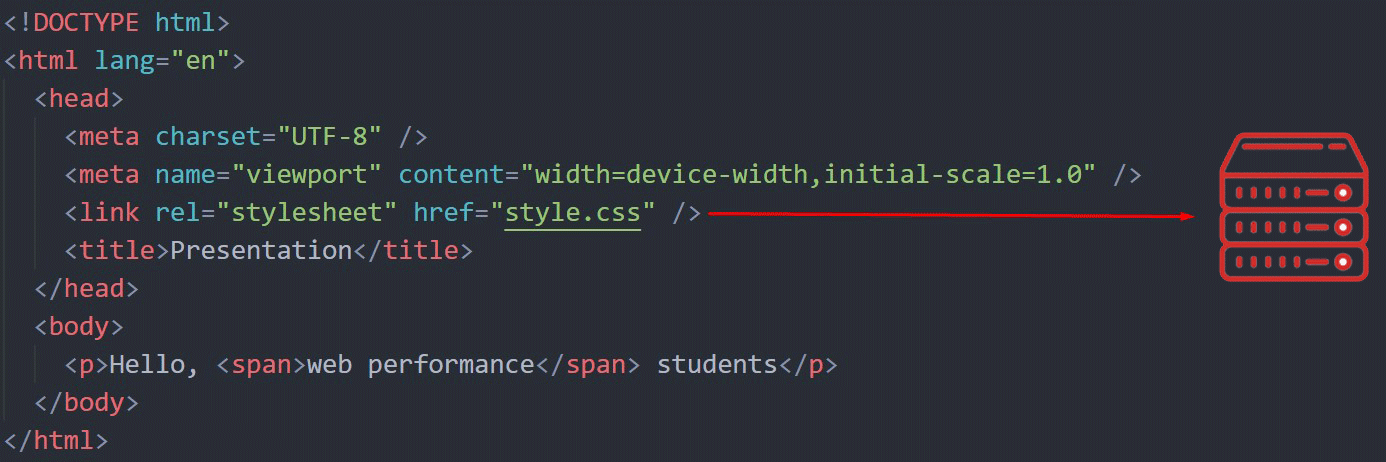 <!DOCTYPE html>
<html lang="en">
  <head>
    <meta charset="UTF-8" />
    <meta name="viewport" content="width=device-width,initial-scale=1.0" />
    <link rel="stylesheet" href="style.css" />
    <title>Presentation</title>
  </head>
  <body>
    <p>Hello, <span>web performance</span> students</p>
  </body>
</html>